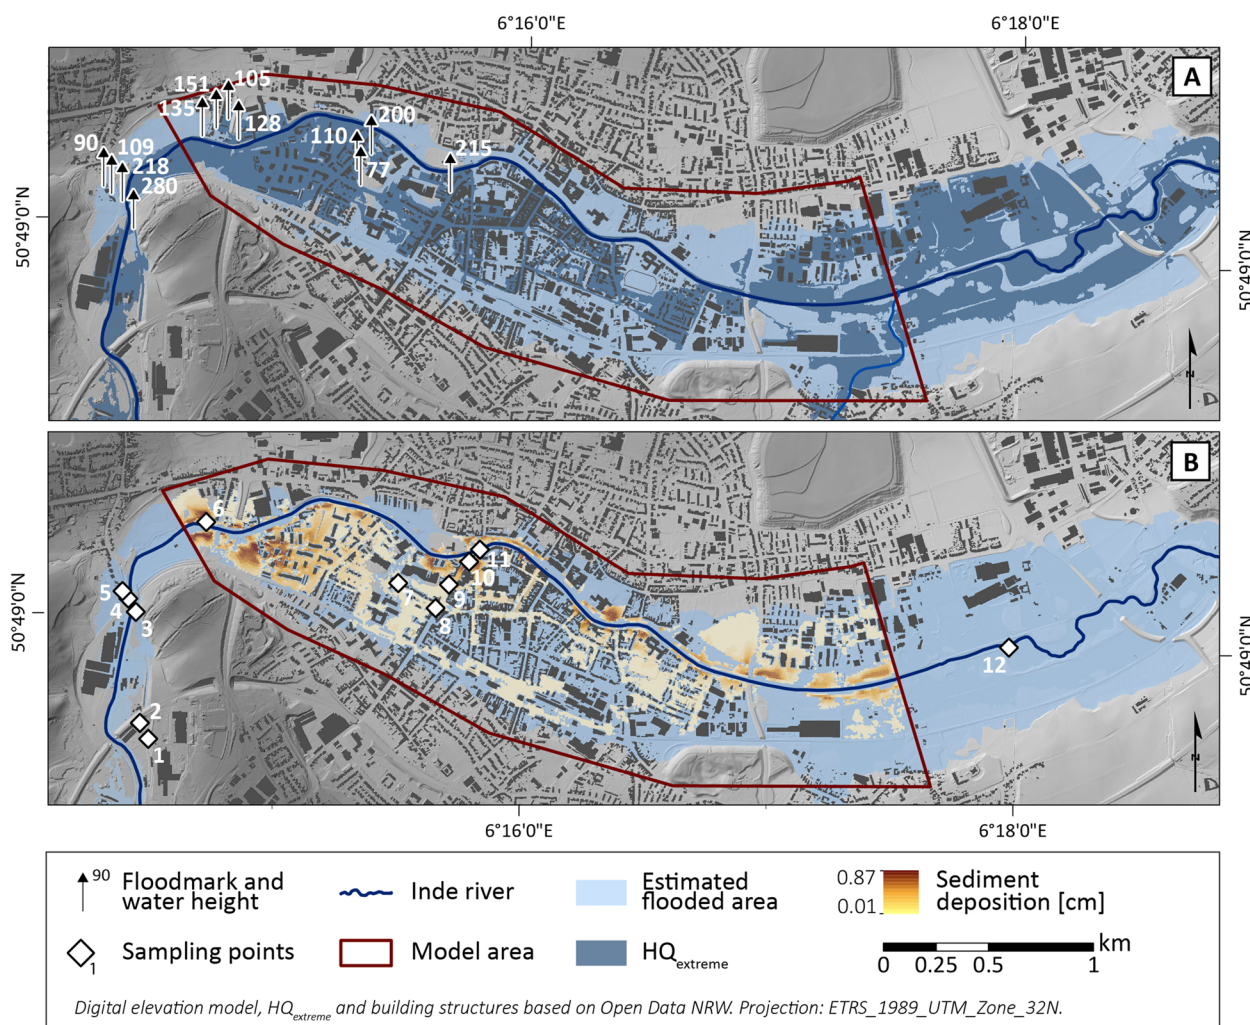 6°16'0"E 6°18'0"E
A
151 105
135
128
200
110
77
215
90 109
218
280
50°49'0"N
50°49'0"N
N
B
6
5
4
3
2
1
7
8
9
10
11
12
50°49'0"N
50°49'0"N
N
6°16'0"E 6°18'0"E
90 Floodmark and water height
Inde river
Estimated flooded area
0.87
0.01
Sediment deposition [cm]
1 Sampling points
Model area
HQextreme
km
0 0.25 0.5 1
Digital elevation model, HQextreme and building structures based on Open Data NRW. Projection: ETRS_1989_UTM_Zone_32N.